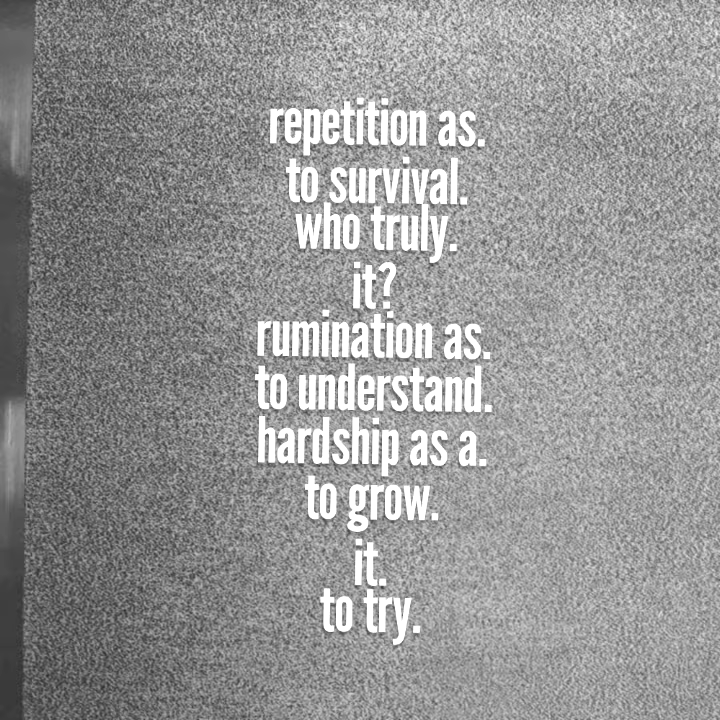 repetition as.
to survival.
who truly.
it?
rumination as.
to understand.
hardship as a.
to grow.
it.
to try.